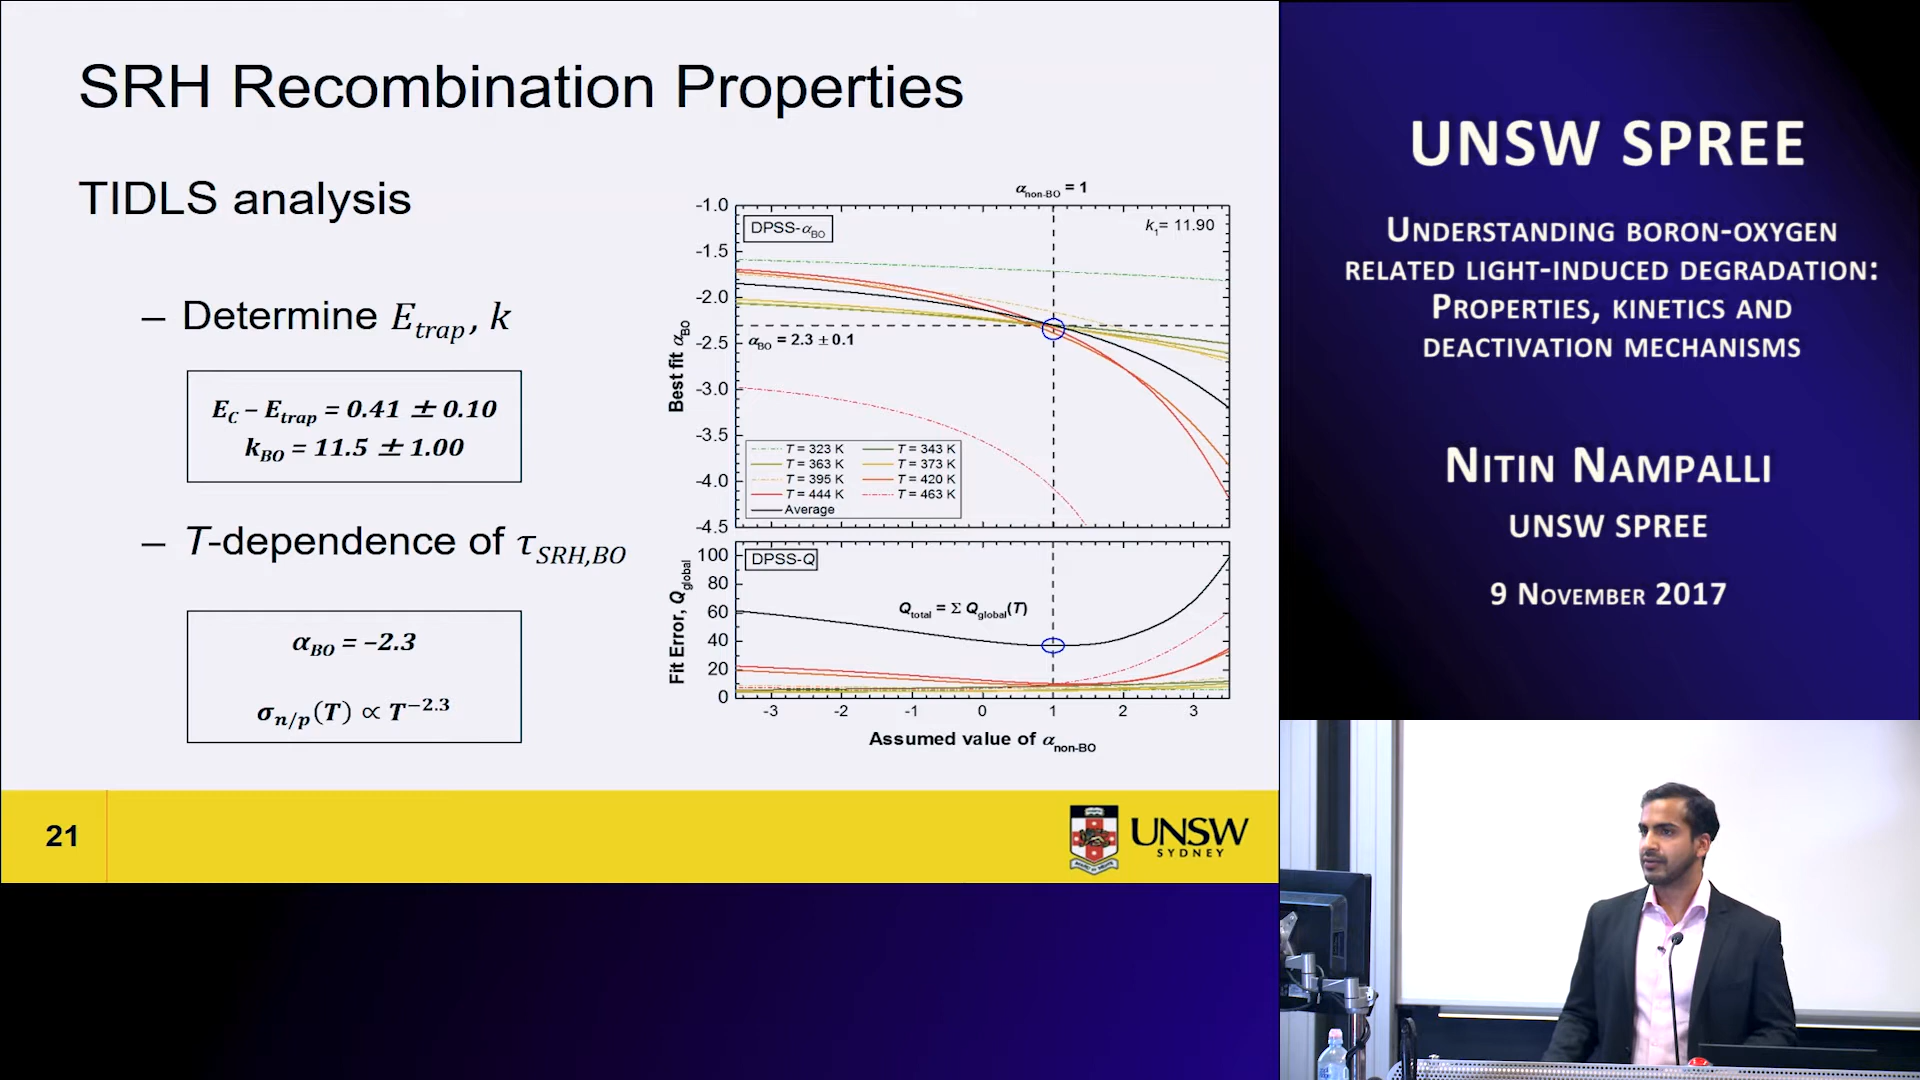 SRH Recombination Properties
TIDLS analysis
– Determine E_trap, k
E_C – E_trap = 0.41 ± 0.10
k_BO = 11.5 ± 1.00
– T-dependence of τ_SRH,BO
α_BO = –2.3
σ_n/p(T) ∝ T^−2.3
α_non-BO = 1
DPSS-α_BO
k_1= 11.90
-1.0
-1.5
-2.0
-2.5
-3.0
-3.5
-4.0
-4.5
Best fit α_BO
α_BO = 2.3 ± 0.1
T = 323 K T = 343 K
T = 363 K T = 373 K
T = 395 K T = 420 K
T = 444 K T = 463 K
Average
DPSS-Q
100
80
60
40
20
0
Fit Error, Q_global
Q_total = Σ Q_global(T)
-3 -2 -1 0 1 2 3
Assumed value of α_non-BO
21
UNSW
SYDNEY
UNSW SPREE
UNDERSTANDING BORON-OXYGEN
RELATED LIGHT-INDUCED DEGRADATION:
PROPERTIES, KINETICS AND
DEACTIVATION MECHANISMS
NITIN NAMPALLI
UNSW SPREE
9 NOVEMBER 2017